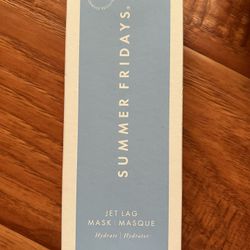 SUMMER FRIDAYS®
JET LAG
MASK | MASQUE
Hydrate | Hydrater